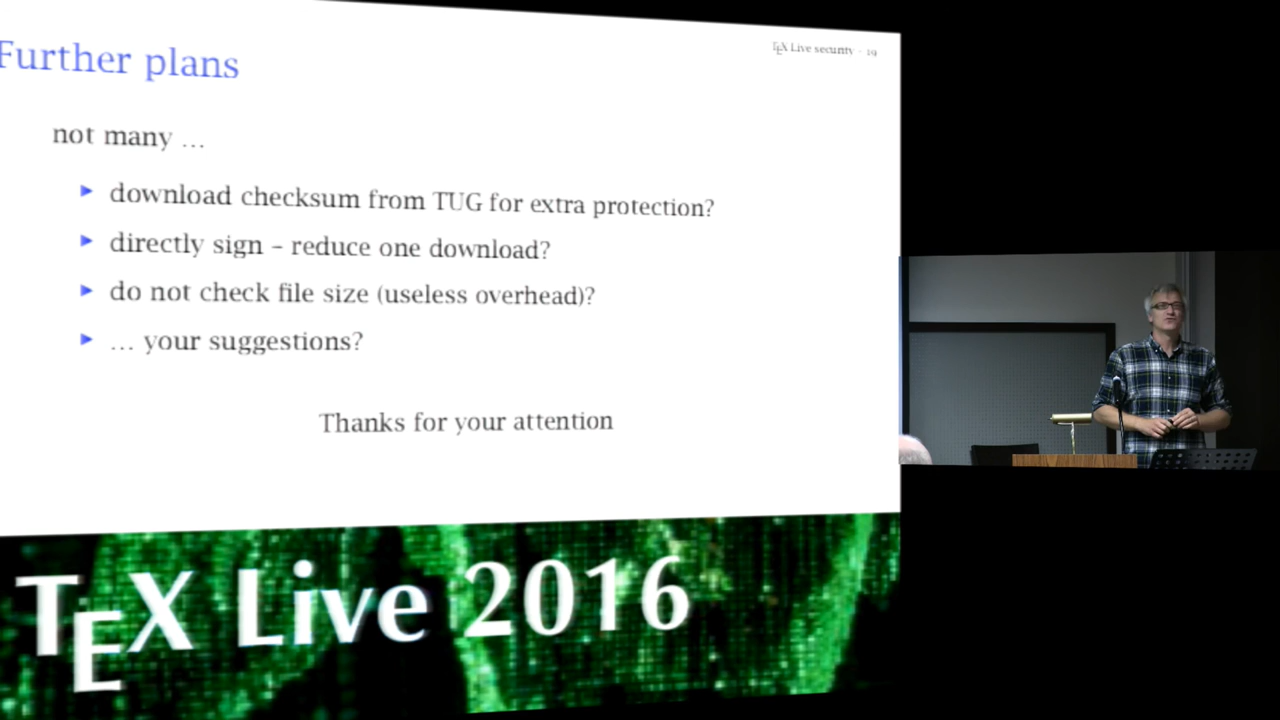 TEX Live security - 19
Further plans
not many …
► download checksum from TUG for extra protection?
► directly sign – reduce one download?
► do not check file size (useless overhead)?
► … your suggestions?
Thanks for your attention
TEX Live 2016